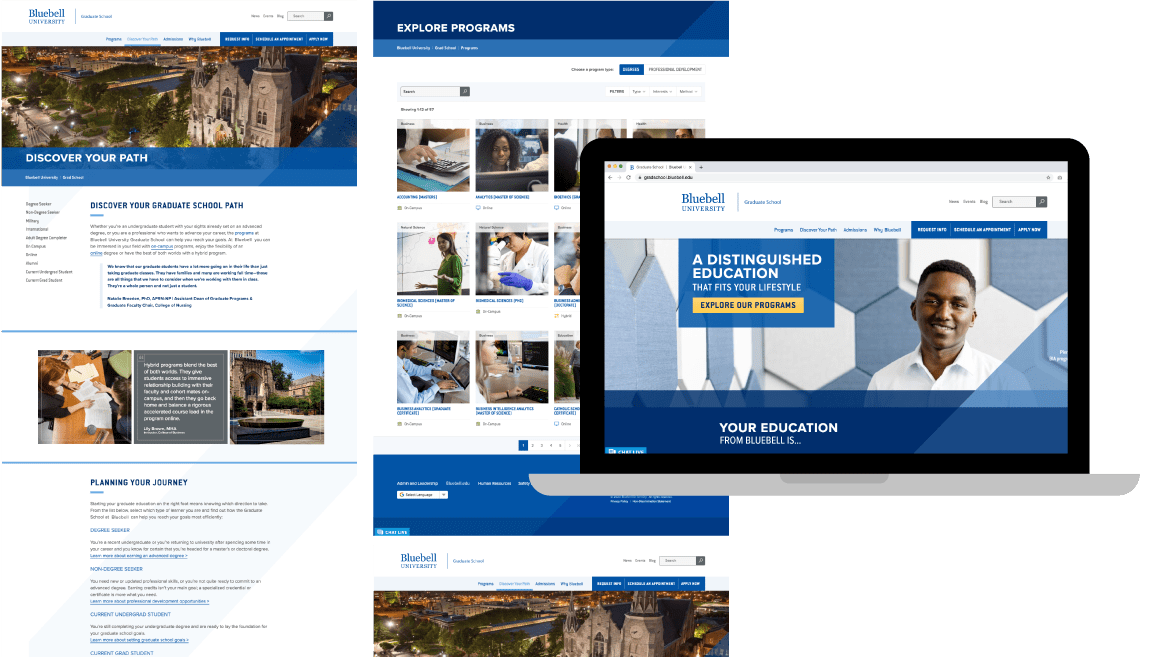 Bluebell
UNIVERSITY
Graduate School
News Events Blog Search
Programs Discover Your Path Admissions Why Bluebell REQUEST INFO SCHEDULE AN APPOINTMENT APPLY NOW
DISCOVER YOUR PATH
Bluebell University Grad School
Degree Seeker
Non-Degree Seeker
Military
International
Adult Degree Completer
On-Campus
Online
Alumni
Current Undergrad Student
Current Grad Student
DISCOVER YOUR GRADUATE SCHOOL PATH
Whether you're an undergraduate student with your sights already set on an advanced
degree, or you are a professional who wants to enhance your career, the programs at
Bluebell University Graduate School can help you reach your goals. At Bluebell you can
be immersed in your field with on-campus programs, enjoy the flexibility of an
online degree or have the best of both worlds with a hybrid program.
We know that our graduate students have a lot more going on in their life than just
taking graduate classes. They have families and many are working full time—those
are all things that we have to consider when we're working with them in class.
They're a whole person and not just a student.
PhD, APRN-NP | Assistant Dean of Graduate Programs &
Graduate Faculty Chair, College of Nursing
Hybrid programs blend the best
of both worlds. They give
students access to immersive
relationship building with their
faculty and cohort mates on-
campus, and then they go back
home and balance a rigorous
accelerated course load in the
program online.
Lily Brown, MHA
PLANNING YOUR JOURNEY
Starting your graduate education on the right foot means knowing which direction to take.
From the list below, select which type of learner you are and find out how the Graduate
School at Bluebell can help you reach your goals most efficiently:
DEGREE SEEKER
You're a recent undergraduate or you're returning to university after spending some time in
your career and you know for certain that you're headed for a master's or doctoral degree.
Learn more about earning an advanced degree >
NON-DEGREE SEEKER
You need new or updated professional skills, or you're not quite ready to commit to an
advanced degree. Earning credits isn't your main goal; a specialized credential or
certificate is more what you need.
Learn more about professional development opportunities >
CURRENT UNDERGRAD STUDENT
You're still completing your undergraduate degree and are ready to lay the foundation for
your graduate school goals.
Learn more about setting graduate school goals >
CURRENT GRAD STUDENT
EXPLORE PROGRAMS
Bluebell University Grad School Programs
Choose a program type: DEGREES PROFESSIONAL DEVELOPMENT
Search FILTERS Type Interests Method
Showing 1-12 of 97
Business Business Health Health
ACCOUNTING (MASTERS) ANALYTICS (MASTER OF SCIENCE) BIOETHICS
On-Campus Online Online
Natural Science Natural Science Business
BIOMEDICAL SCIENCES (MASTER OF
SCIENCE)
On-Campus
BIOMEDICAL SCIENCES (PHD)
On-Campus
BUSINESS
(DOCTORATE)
Hybrid
Business Business Education
BUSINESS ANALYTICS (GRADUATE
CERTIFICATE)
On-Campus
BUSINESS INTELLIGENCE ANALYTICS
(MASTER OF SCIENCE)
On-Campus
CATHOLIC
CERTIFICATE)
Online
1 2 3 4 5
Admin and Leadership Bluebell.edu Human Resources Safety
Select Language
Privacy Policy | Non-Discrimination Statement
CHAT LIVE
Bluebell
UNIVERSITY
Graduate School
News Events Blog Search
Programs Discover Your Path Admissions Why Bluebell REQUEST INFO SCHEDULE AN APPOINTMENT APPLY NOW
Graduate School | Bluebell
gradschool.bluebell.edu
Bluebell
UNIVERSITY
Graduate School
News Events Blog Search
Programs Discover Your Path Admissions Why Bluebell REQUEST INFO SCHEDULE AN APPOINTMENT APPLY NOW
A DISTINGUISHED
EDUCATION
THAT FITS YOUR LIFESTYLE
EXPLORE OUR PROGRAMS
YOUR EDUCATION
FROM BLUEBELL IS...
CHAT LIVE